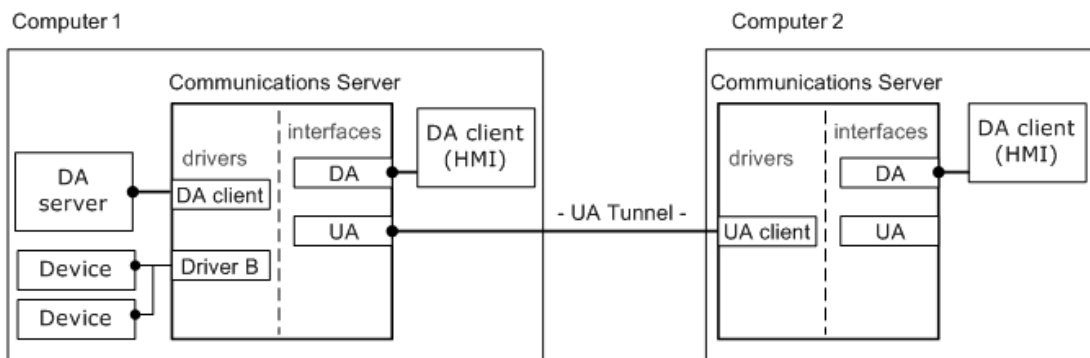 Computer 1
Communications Server
drivers
interfaces
DA
server
DA client
Device
Driver B
Device
DA
UA
DA client
(HMI)
- UA Tunnel -
Computer 2
Communications Server
drivers
interfaces
UA client
DA
UA
DA client
(HMI)